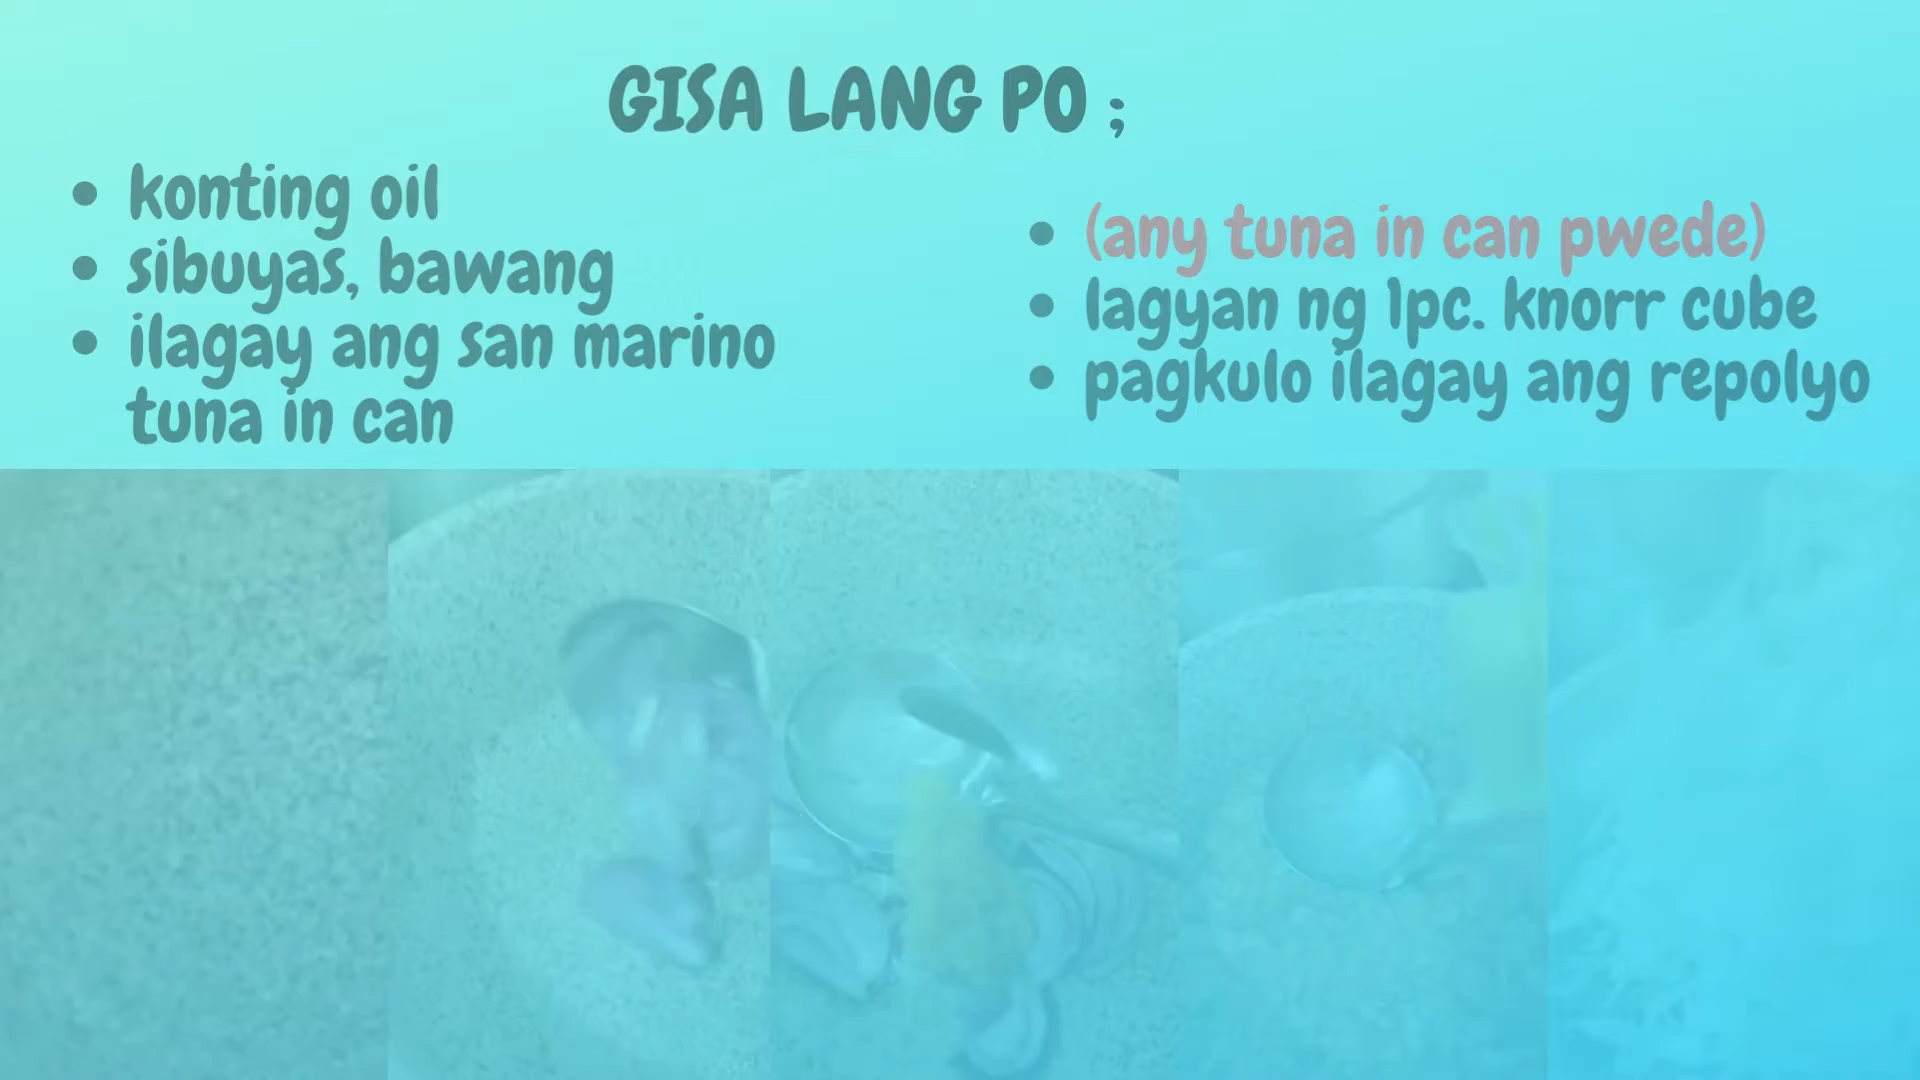 GISA LANG PO ;
• konting oil
• sibuyas, bawang
• ilagay ang san marino
tuna in can
• (any tuna in can pwede)
• lagyan ng 1pc. knorr cube
• pagkulo ilagay ang repolyo